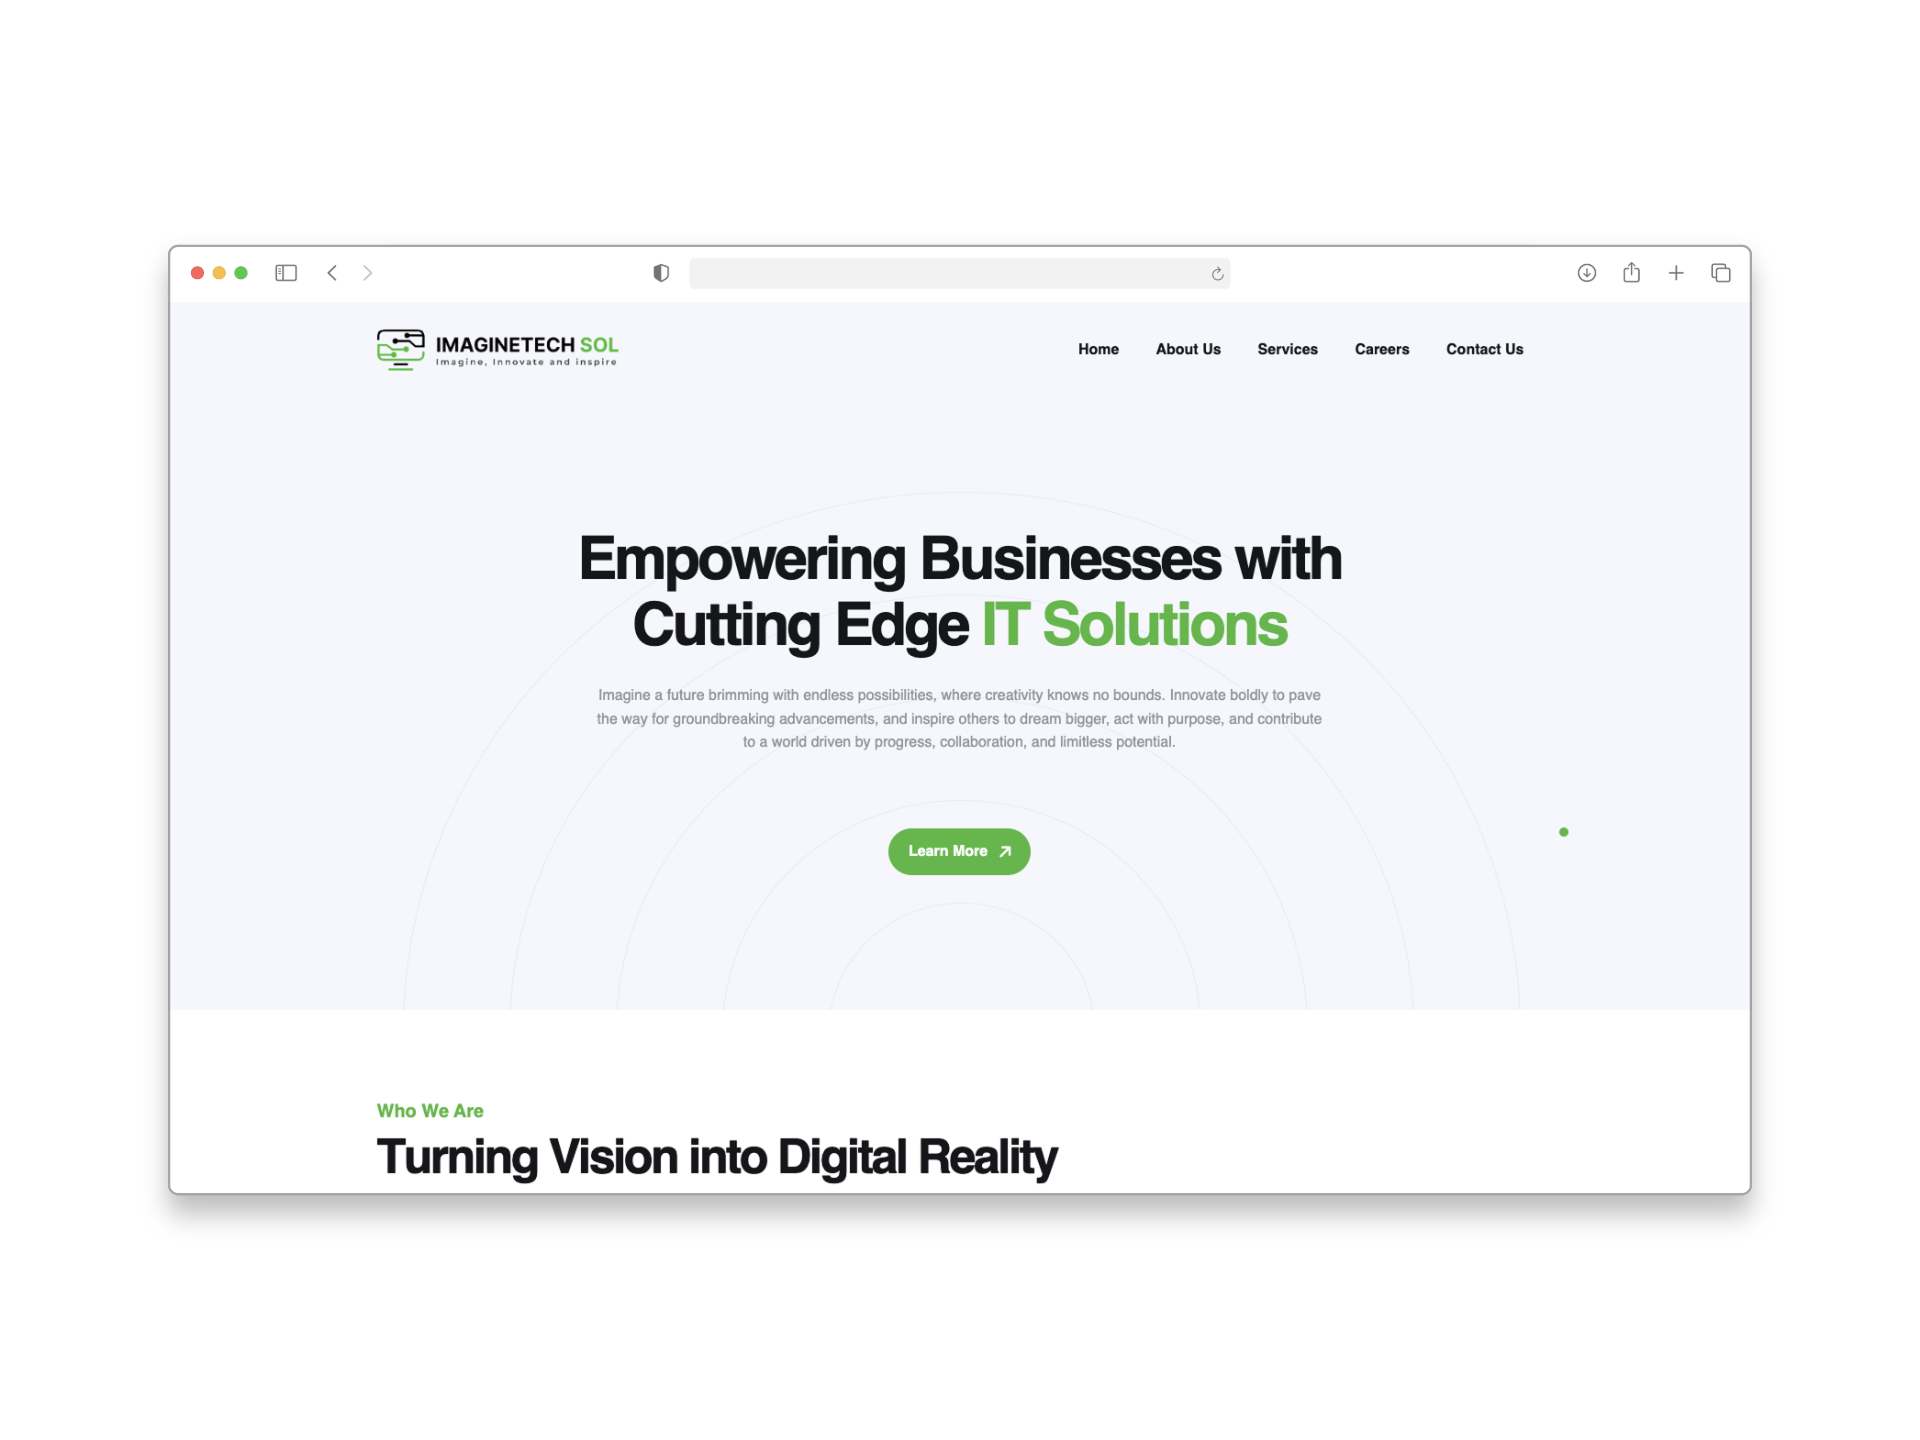 IMAGINETECH SOL
Imagine, Innovate and inspire
Home About Us Services Careers Contact Us
Empowering Businesses with
Cutting Edge IT Solutions
Imagine a future brimming with endless possibilities, where creativity knows no bounds. Innovate boldly to pave
the way for groundbreaking advancements, and inspire others to dream bigger, act with purpose, and contribute
to a world driven by progress, collaboration, and limitless potential.
Learn More
Who We Are
Turning Vision into Digital Reality